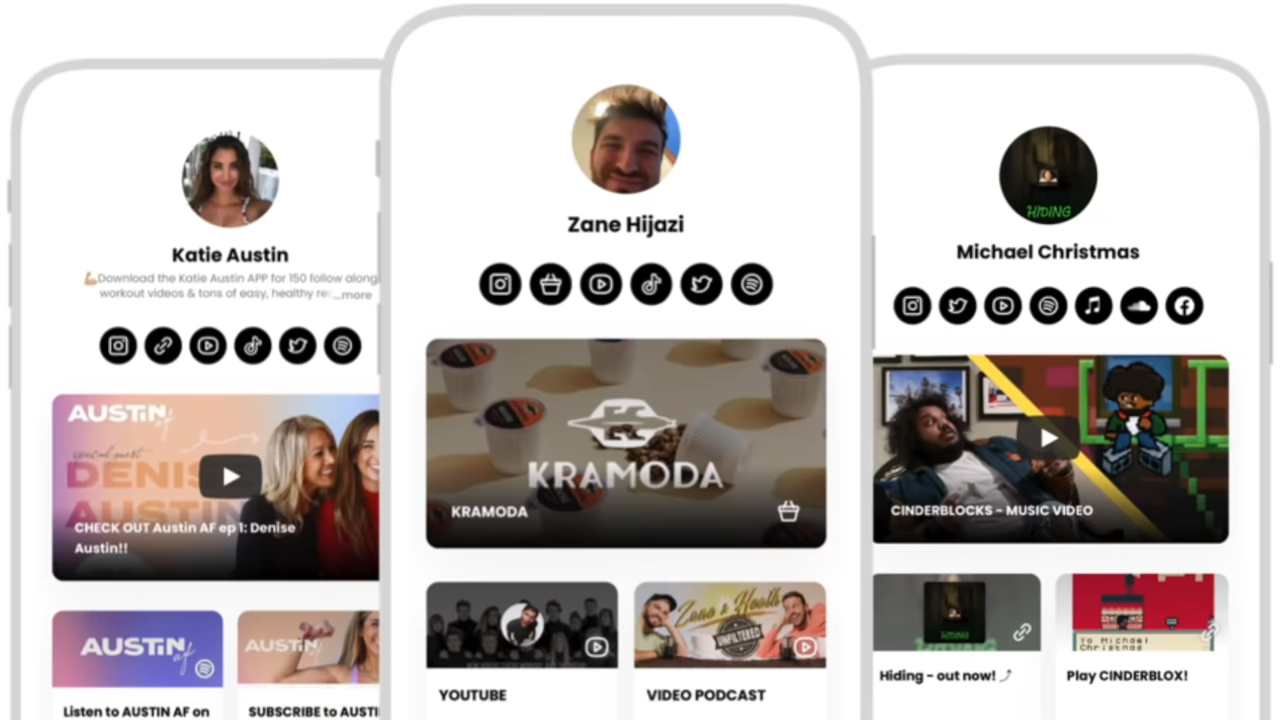 Katie Austin
💪🏽Download the Katie Austin APP for 150 follow along
workout videos & tons of easy, healthy re...more
AUSTIN af
special guest
DENIS
AUSTIN
CHECK OUT Austin AF ep 1: Denise
Austin!!
AUSTIN af
Listen to AUSTIN AF on
AUSTIN
SUBSCRIBE to AUSTI
Zane Hijazi
KRAMODA
KRAMODA
YOUTUBE
Zane & Heath
UNFILTERED
VIDEO PODCAST
HIDING
Michael Christmas
CINDERBLOCKS - MUSIC VIDEO
HIDING
Hiding - out now! ⤴
Yo Michael
Christmas
Play CINDERBLOX!